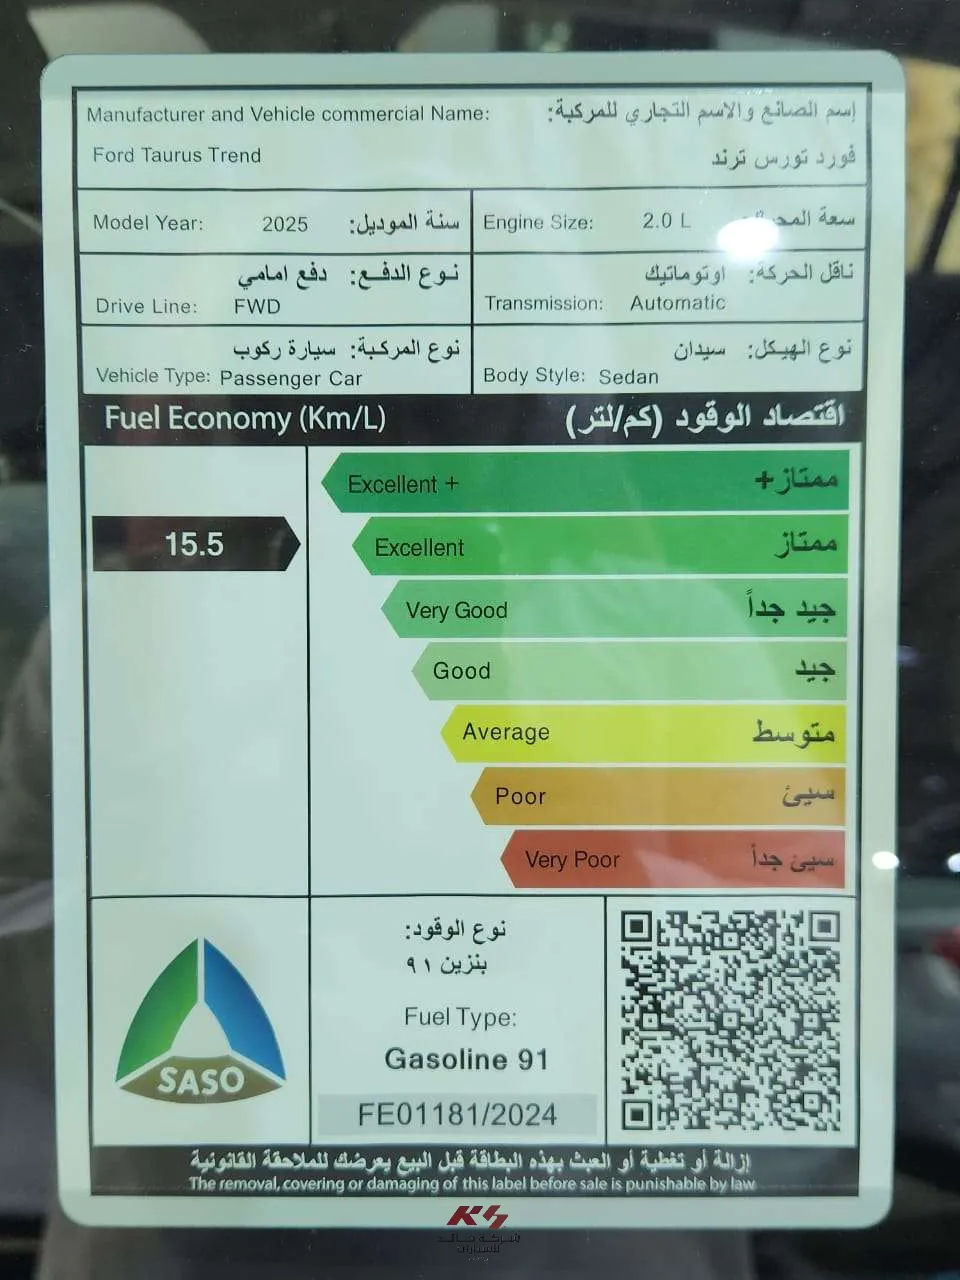 Manufacturer and Vehicle commercial Name: إسم الصانع والاسم التجاري للمركبة:
Ford Taurus Trend فورد تورس ترند
Model Year: 2025 سنة الموديل:
Engine Size: 2.0 L سعة
نوع الدفع: دفع امامي
Drive Line: FWD
ناقل الحركة: اوتوماتيك
Transmission: Automatic
نوع المركبة: سيارة ركوب
Vehicle Type: Passenger Car
نوع الهيكل: سيدان
Body Style: Sedan
Fuel Economy (Km/L) اقتصاد الوقود (كم/لتر)
15.5
Excellent + ممتاز+
Excellent ممتاز
Very Good جيد جداً
Good جيد
Average متوسط
Poor سيئ
Very Poor سيئ جداً
SASO
نوع الوقود:
بنزين ٩١
Fuel Type:
Gasoline 91
FE01181/2024
إزالة أو تغطية أو العبث بهذه البطاقة قبل البيع يعرضك للملاحقة القانونية
The removal, covering or damaging of this label before sale is punishable by law
KS
شركة خالد
للسيارات